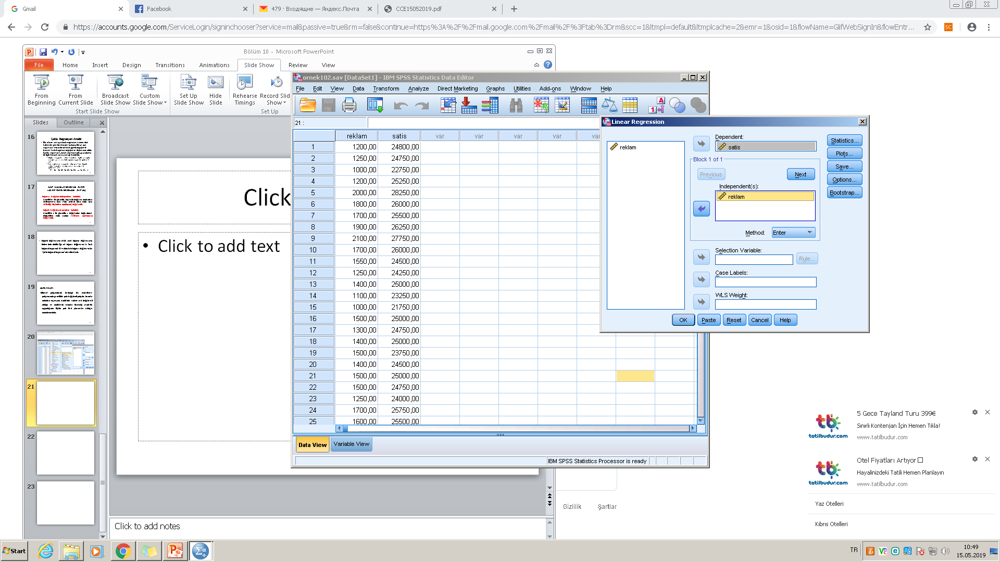 Gmail
Facebook
479 · Входящие — Яндекс.Почта
CCE15052019.pdf
https://accounts.google.com/ServiceLogin/signinchooser?service=mail&passive=true&rm=false&continue=https%3A%2F%2Fmail.google.com%2Fmail%2F%3Ftab%3Drm&scc=1&ltmpl=default&ltmplcache=2&emr=1&osid=1&flowName=GlifWebSignIn&flowEntr...
SC
Bölüm 10 - Microsoft PowerPoint
File Home Insert Design Transitions Animations Slide Show Review View
From Beginning
From Current Slide
Broadcast Slide Show
Custom Slide Show
Set Up Slide Show
Hide Slide
Rehearse Timings
Record Slid Show
Start Slide Show
Set Up
Slides Outline
16
Çoklu Regresyon Analizi
17
18
19
20
21
22
23
Click
• Click to add text
Click to add notes
ornek102.sav [DataSet1] - IBM SPSS Statistics Data Editor
File Edit View Data Transform Analyze Direct Marketing Graphs Utilities Add-ons Window Help
21 :
reklam satis var var var var var
1 1200,00 24800,00
2 1250,00 24750,00
3 1000,00 22750,00
4 1200,00 25250,00
5 2000,00 28250,00
6 1800,00 26000,00
7 1700,00 25500,00
8 1900,00 26250,00
9 2100,00 27750,00
10 1700,00 26000,00
11 1550,00 24500,00
12 1250,00 24250,00
13 1400,00 25000,00
14 1100,00 23250,00
15 1000,00 21750,00
16 1500,00 25000,00
17 1300,00 24750,00
18 1400,00 25000,00
19 1500,00 23750,00
20 1400,00 24500,00
21 1500,00 25000,00
22 1500,00 24750,00
23 1250,00 24000,00
24 1700,00 25750,00
25 1600,00 25500,00
Data View Variable View
IBM SPSS Statistics Processor is ready
Linear Regression
reklam
Dependent:
satis
Block 1 of 1
Previous Next
Independent(s):
reklam
Method: Enter
Selection Variable:
Rule...
Case Labels:
WLS Weight:
Statistics...
Plots...
Save...
Options...
Bootstrap...
OK Paste Reset Cancel Help
Gizlilik Şartlar
tatilbudur.com
5 Gece Tayland Turu 399€
Sınırlı Kontenjan İçin Hemen Tıkla!
www.tatilbudur.com
tatilbudur.com
Otel Fiyatları Artıyor
Hayalinizdeki Tatili Hemen Planlayın
www.tatilbudur.com
Yaz Otelleri
Kıbrıs Otelleri
Start
TR
10:49
15.05.2019